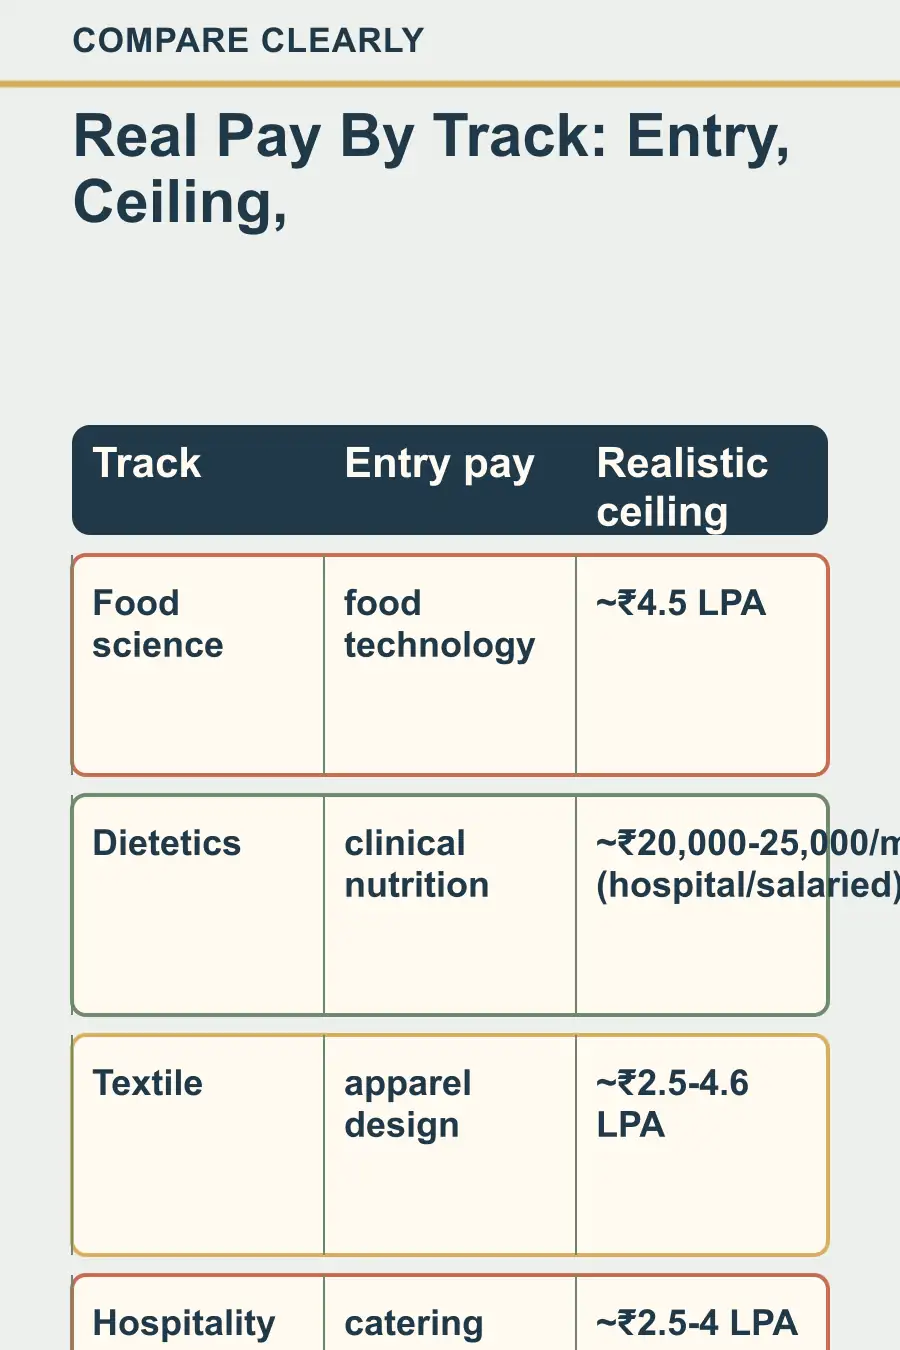 COMPARE CLEARLY
Real Pay By Track: Entry,
Ceiling,
Track
Entry pay
Realistic
ceiling
Food
science
food
technology
~₹4.5 LPA
Dietetics
clinical
nutrition
~₹20,000-25,000/m
(hospital/salaried)
Textile
apparel
design
~₹2.5-4.6
LPA
Hospitality
catering
~₹2.5-4 LPA